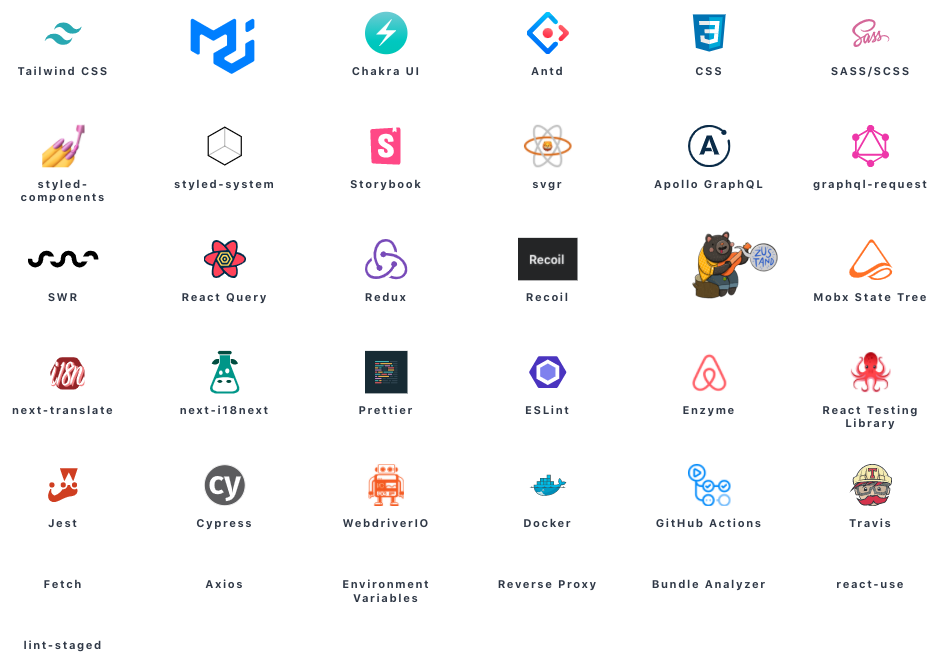 Tailwind CSS
Chakra UI
Antd
CSS
SASS/SCSS
styled-
components
styled-system
Storybook
svgr
Apollo GraphQL
graphql-request
SWR
React Query
Redux
Recoil
Recoil
ZUS
TAND
Mobx State Tree
i18n
next-translate
next-i18next
Prettier
ESLint
Enzyme
React Testing
Library
Jest
cy
Cypress
WebdriverIO
Docker
GitHub Actions
Travis
Fetch
Axios
Environment
Variables
Reverse Proxy
Bundle Analyzer
react-use
lint-staged